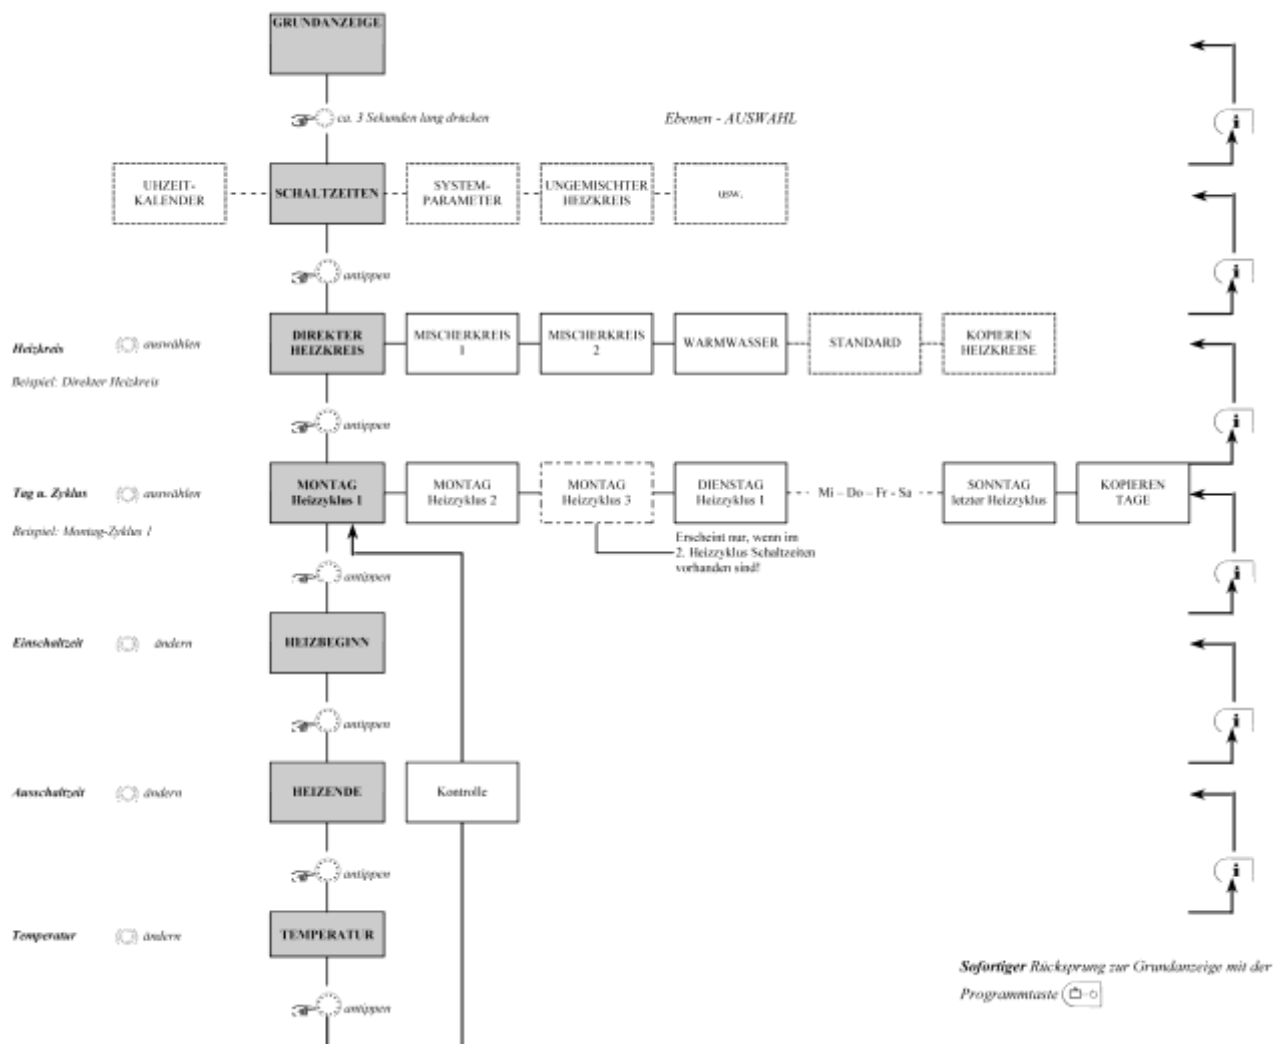 GRUNDANZEIGE
ca. 3 Sekunden lang drücken
Ebenen - AUSWAHL
i
UHZEIT-
KALENDER
SCHALTZEITEN
SYSTEM-
PARAMETER
UNGEMISCHTER
HEIZKREIS
usw.
antippen
i
Heizkreis
auswählen
DIREKTER
HEIZKREIS
MISCHERKREIS
1
MISCHERKREIS
2
WARMWASSER
STANDARD
KOPIEREN
HEIZKREISE
Beispiel: Direkter Heizkreis
antippen
i
Tag u. Zyklus
auswählen
MONTAG
Heizzyklus 1
MONTAG
Heizzyklus 2
MONTAG
Heizzyklus 3
DIENSTAG
Heizzyklus 1
Mi – Do – Fr - Sa
SONNTAG
letzter Heizzyklus
KOPIEREN
TAGE
Beispiel: Montag-Zyklus 1
Erscheint nur, wenn im
2. Heizzyklus Schaltzeiten
vorhanden sind!
antippen
i
Einschaltzeit
ändern
HEIZBEGINN
antippen
i
Ausschaltzeit
ändern
HEIZENDE
Kontrolle
antippen
i
Temperatur
ändern
TEMPERATUR
antippen
Sofortiger Rücksprung zur Grundanzeige mit der
Programmtaste